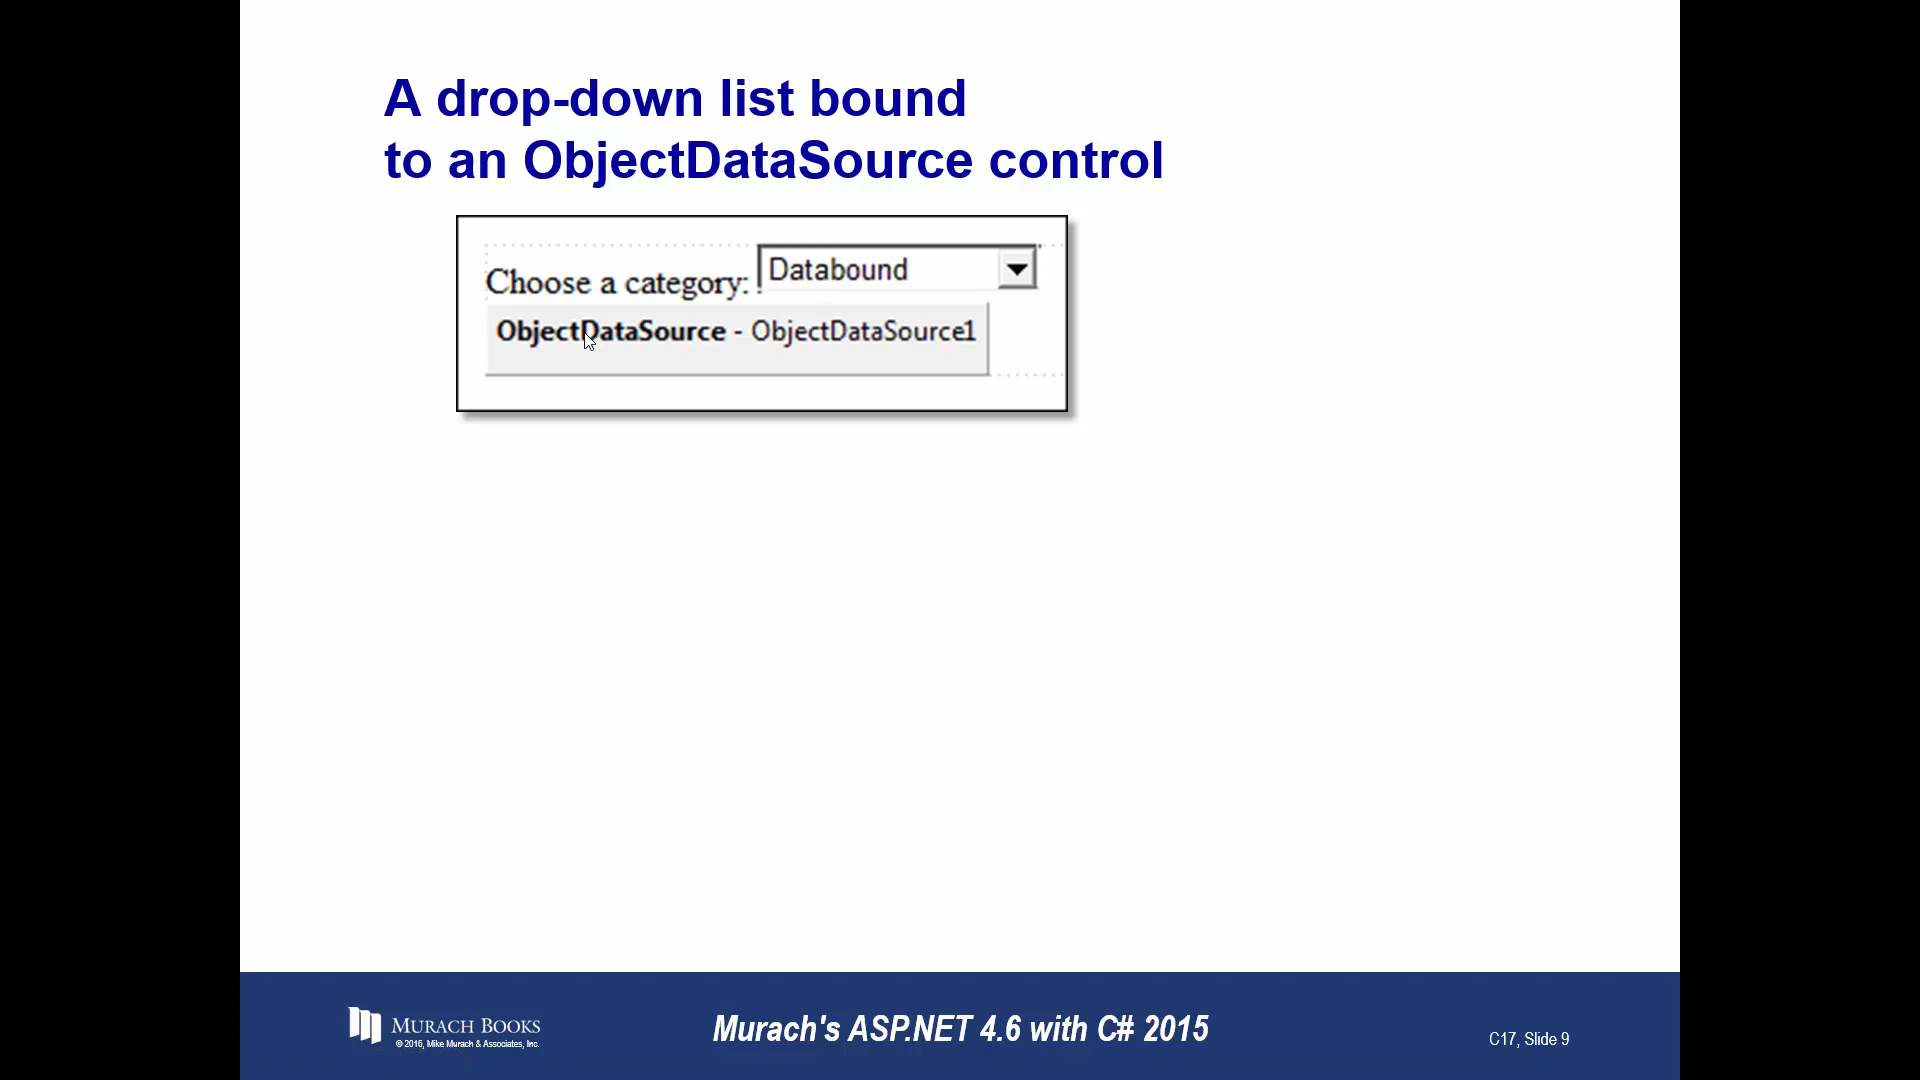 A drop-down list bound
to an ObjectDataSource control
Choose a category: Databound
ObjectDataSource - ObjectDataSource1
MURACH BOOKS
© 2016, Mike Murach & Associates, Inc.
Murach's ASP.NET 4.6 with C# 2015
C17, Slide 9